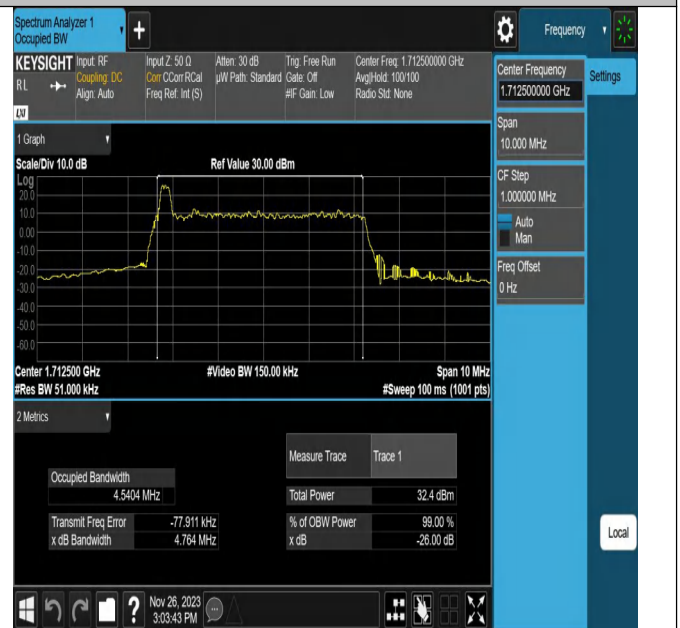 Spectrum Analyzer 1
Occupied BW
+
Frequency
KEYSIGHT
RL
LXI
Input: RF
Coupling: DC
Align: Auto
Input Z: 50 Ω
Corr CCorr RCal
Freq Ref: Int (S)
Atten: 30 dB
µW Path: Standard
Trig: Free Run
Gate: Off
#IF Gain: Low
Center Freq: 1.712500000 GHz
Avg|Hold: 100/100
Radio Std: None
Center Frequency
1.712500000 GHz
Settings
Span
10.000 MHz
CF Step
1.000000 MHz
Auto
Man
Freq Offset
0 Hz
1 Graph
Scale/Div 10.0 dB
Ref Value 30.00 dBm
Log
20.0
10.0
0.00
-10.0
-20.0
-30.0
-40.0
-50.0
-60.0
Center 1.712500 GHz
#Video BW 150.00 kHz
Span 10 MHz
#Res BW 51.000 kHz
#Sweep 100 ms (1001 pts)
2 Metrics
Measure Trace
Trace 1
Occupied Bandwidth
4.5404 MHz
Total Power
32.4 dBm
Transmit Freq Error
-77.911 kHz
% of OBW Power
99.00 %
x dB Bandwidth
4.764 MHz
x dB
-26.00 dB
Local
?
Nov 26, 2023
3:03:43 PM